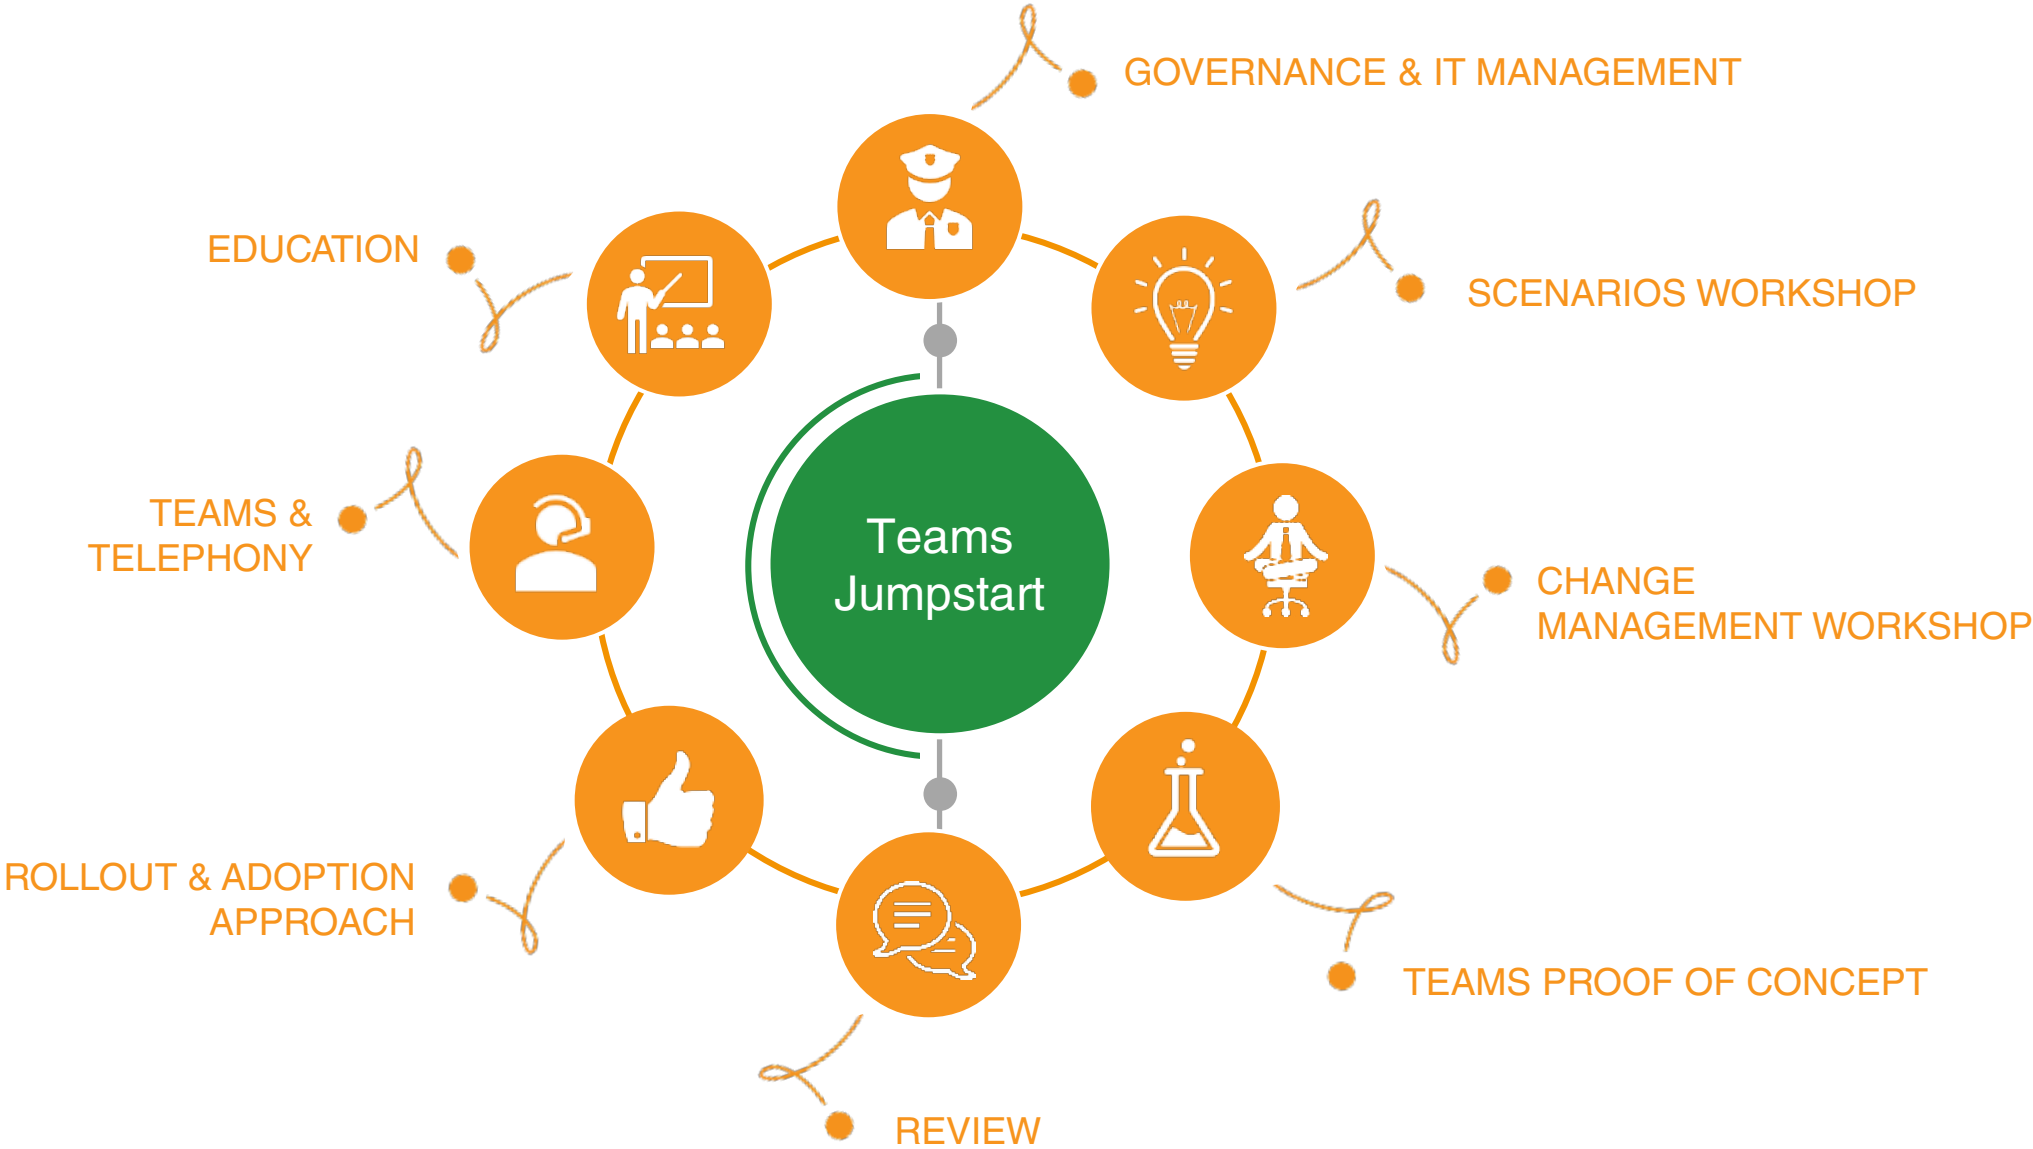 GOVERNANCE & IT MANAGEMENT
SCENARIOS WORKSHOP
CHANGE
MANAGEMENT WORKSHOP
TEAMS PROOF OF CONCEPT
REVIEW
ROLLOUT & ADOPTION
APPROACH
TEAMS &
TELEPHONY
EDUCATION
Teams
Jumpstart